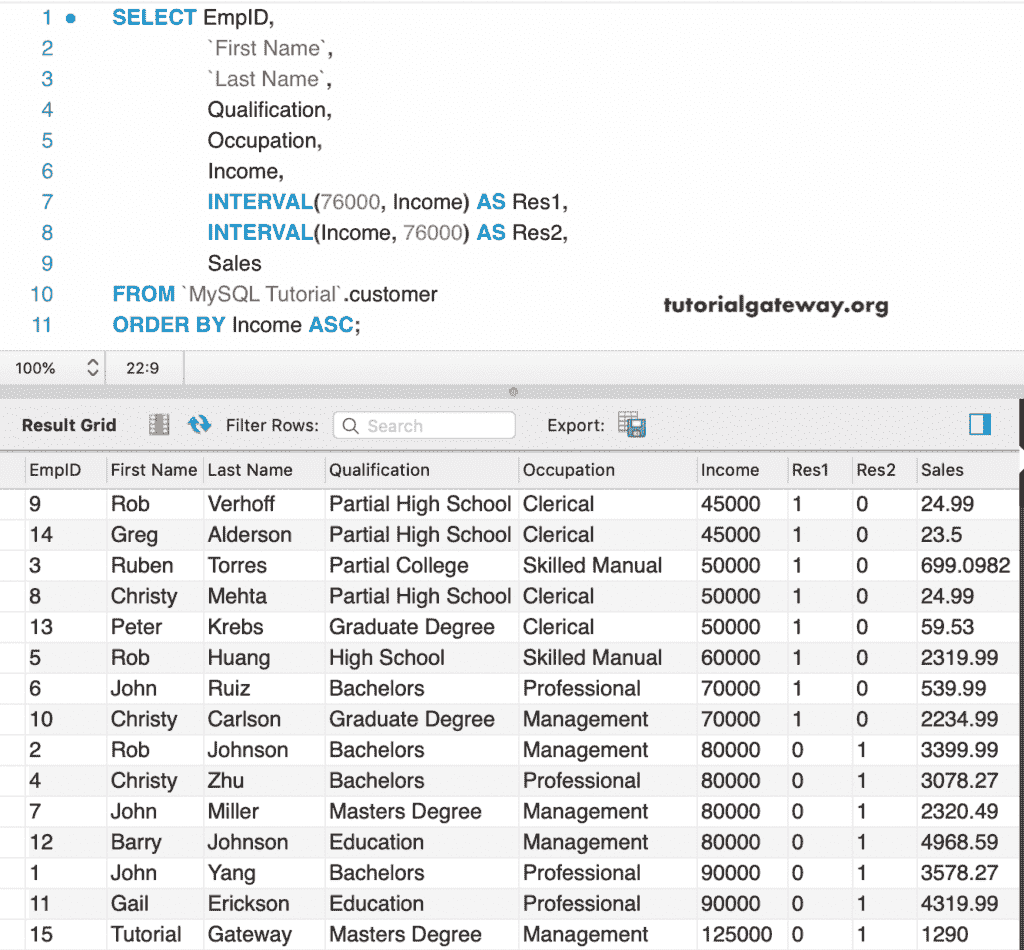 1 SELECT EmpID,
2 `First Name`,
3 `Last Name`,
4 Qualification,
5 Occupation,
6 Income,
7 INTERVAL(76000, Income) AS Res1,
8 INTERVAL(Income, 76000) AS Res2,
9 Sales
10 FROM `MySQL Tutorial`.customer
tutorialgateway.org
11 ORDER BY Income ASC;
100% 22:9
Result Grid Filter Rows: Search Export:
EmpID First Name Last Name Qualification Occupation Income Res1 Res2 Sales
9 Rob Verhoff Partial High School Clerical 45000 1 0 24.99
14 Greg Alderson Partial High School Clerical 45000 1 0 23.5
3 Ruben Torres Partial College Skilled Manual 50000 1 0 699.0982
8 Christy Mehta Partial High School Clerical 50000 1 0 24.99
13 Peter Krebs Graduate Degree Clerical 50000 1 0 59.53
5 Rob Huang High School Skilled Manual 60000 1 0 2319.99
6 John Ruiz Bachelors Professional 70000 1 0 539.99
10 Christy Carlson Graduate Degree Management 70000 1 0 2234.99
2 Rob Johnson Bachelors Management 80000 0 1 3399.99
4 Christy Zhu Bachelors Professional 80000 0 1 3078.27
7 John Miller Masters Degree Management 80000 0 1 2320.49
12 Barry Johnson Education Management 80000 0 1 4968.59
1 John Yang Bachelors Professional 90000 0 1 3578.27
11 Gail Erickson Education Professional 90000 0 1 4319.99
15 Tutorial Gateway Masters Degree Management 125000 0 1 1290